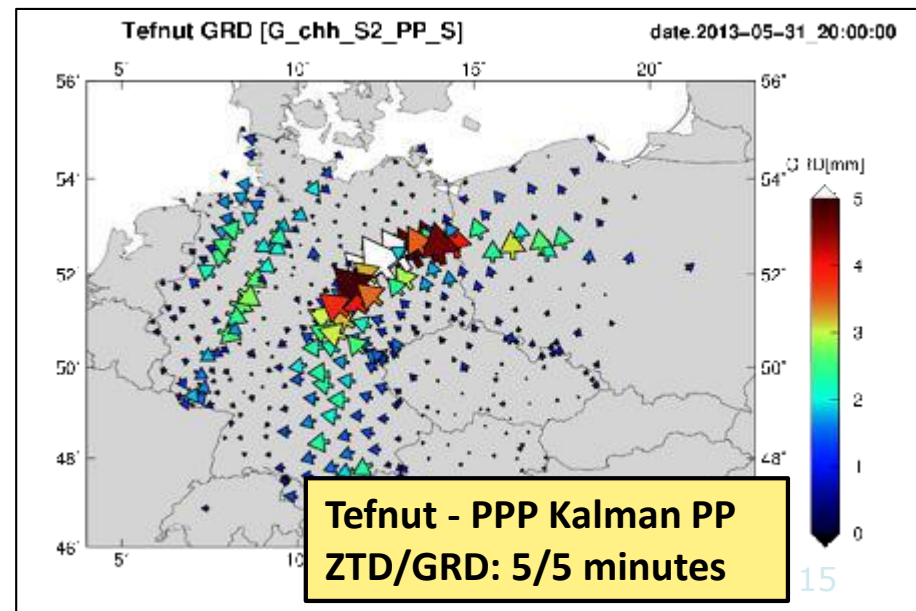 Tefnut GRD [G_chh_S2_PP_S] date.2013-05-31_20:00:00
5° 10° 15° 20°
56° 56°
GRD[mm]
54° 54° 5
4
52° 52°
3
50° 50° 2
48° 48° 1
46° 0
5° 10
Tefnut - PPP Kalman PP
ZTD/GRD: 5/5 minutes
15